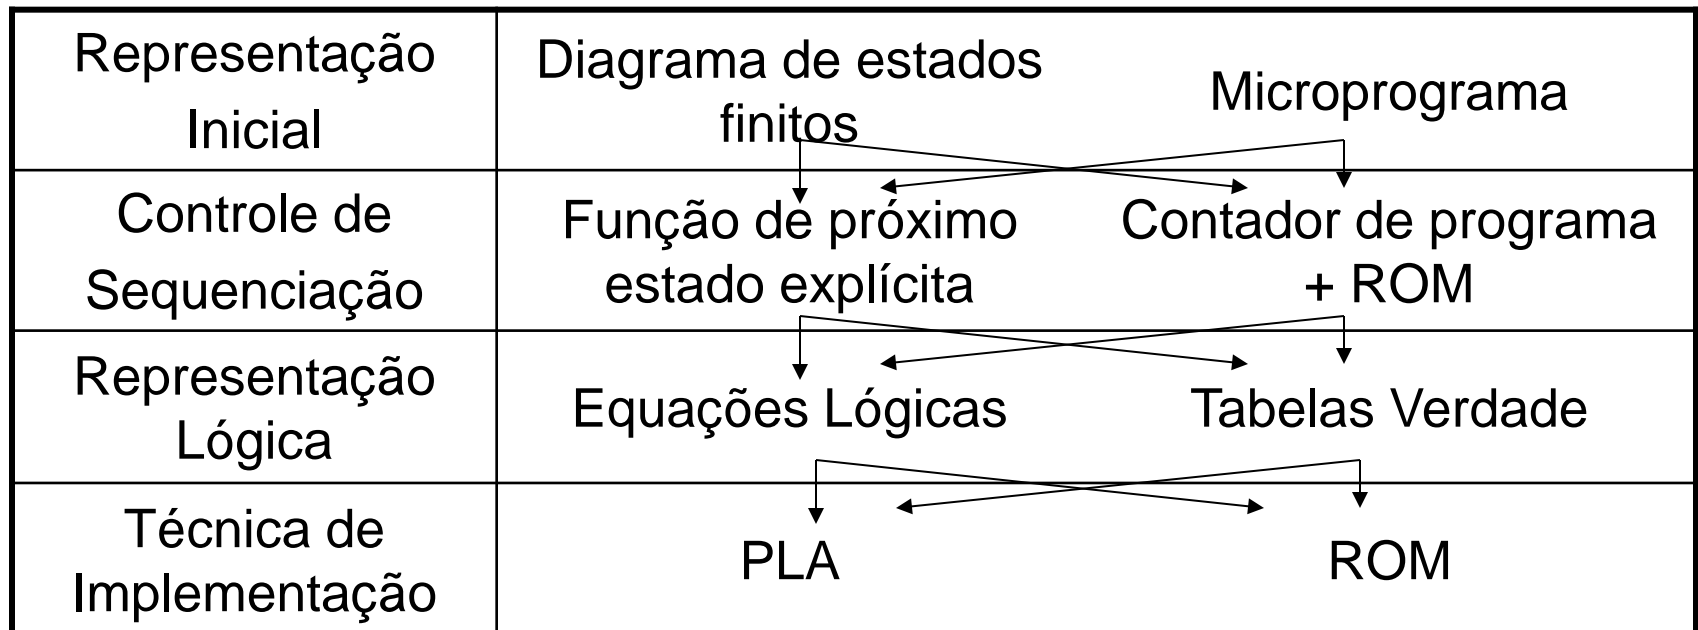 Representação
Inicial
Diagrama de estados
finitos
Microprograma
Controle de
Sequenciação
Função de próximo
estado explícita
Contador de programa
+ ROM
Representação
Lógica
Equações Lógicas
Tabelas Verdade
Técnica de
Implementação
PLA
ROM